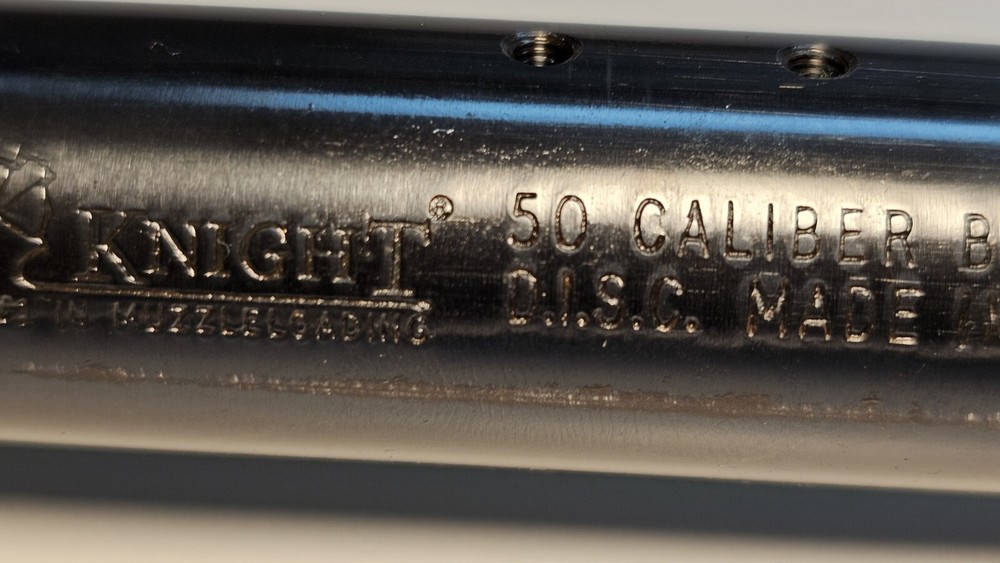 KNIGHT® 50 CALIBER B
IN MUZZLELOADING D.I.S.C. MADE